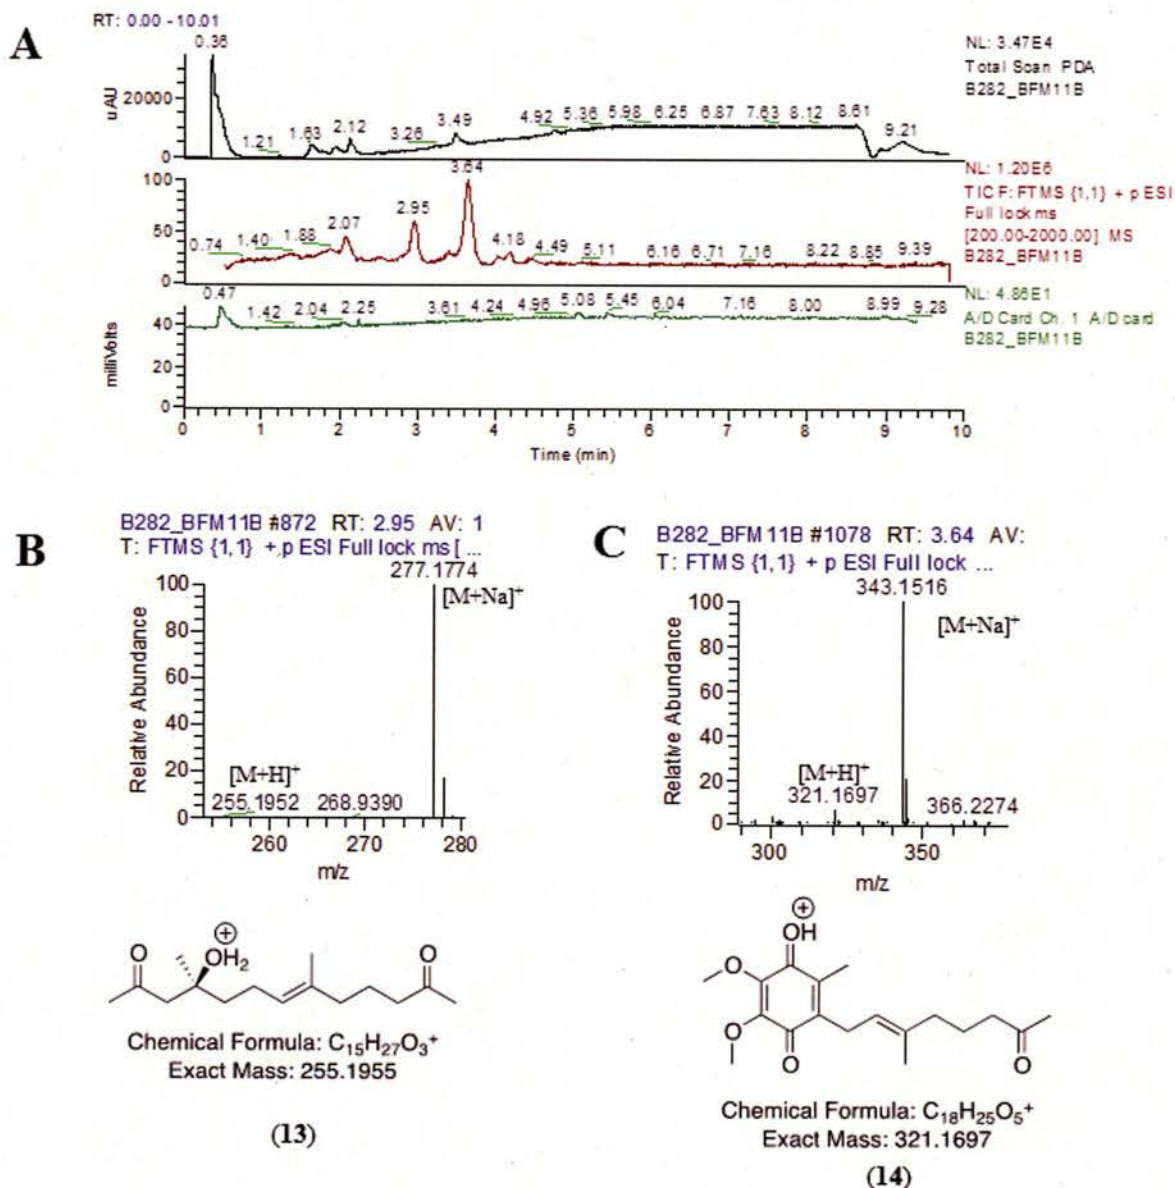 A
RT: 0.00 - 10.01
0.36
1.21
1.63
2.12
3.26
3.49
4.92
5.36
5.98
6.25
6.87
7.63
8.12
8.61
9.21
20000
0
uAU
NL: 3.47E4
Total Scan PDA
B282_BFM11B
0.74
1.40
1.88
2.07
2.95
3.64
4.18
4.49
5.11
6.16
6.71
7.16
8.22
8.85
9.39
100
50
0
NL: 1.20E6
TIC F: FTMS {1,1} + p ESI
Full lock ms
[200.00-2000.00] MS
B282_BFM11B
0.47
1.42
2.04
2.25
3.61
4.24
4.96
5.08
5.45
6.04
7.16
8.00
8.99
9.28
40
20
0
milliVolts
NL: 4.86E1
A/D Card Ch. 1 A/D card
B282_BFM11B
0 1 2 3 4 5 6 7 8 9 10
Time (min)
B
B282_BFM11B #872 RT: 2.95 AV: 1
T: FTMS {1,1} + p ESI Full lock ms [ ...
277.1774
[M+Na]+
[M+H]+
255.1952
268.9390
100
80
60
40
20
0
Relative Abundance
260 270 280
m/z
O
⊕
OH2
O
Chemical Formula: C15H27O3+
Exact Mass: 255.1955
(13)
C
B282_BFM11B #1078 RT: 3.64 AV:
T: FTMS {1,1} + p ESI Full lock ...
343.1516
[M+Na]+
[M+H]+
321.1697
366.2274
100
80
60
40
20
0
Relative Abundance
300 350
m/z
⊕
OH
O
O
O
O
Chemical Formula: C18H25O5+
Exact Mass: 321.1697
(14)